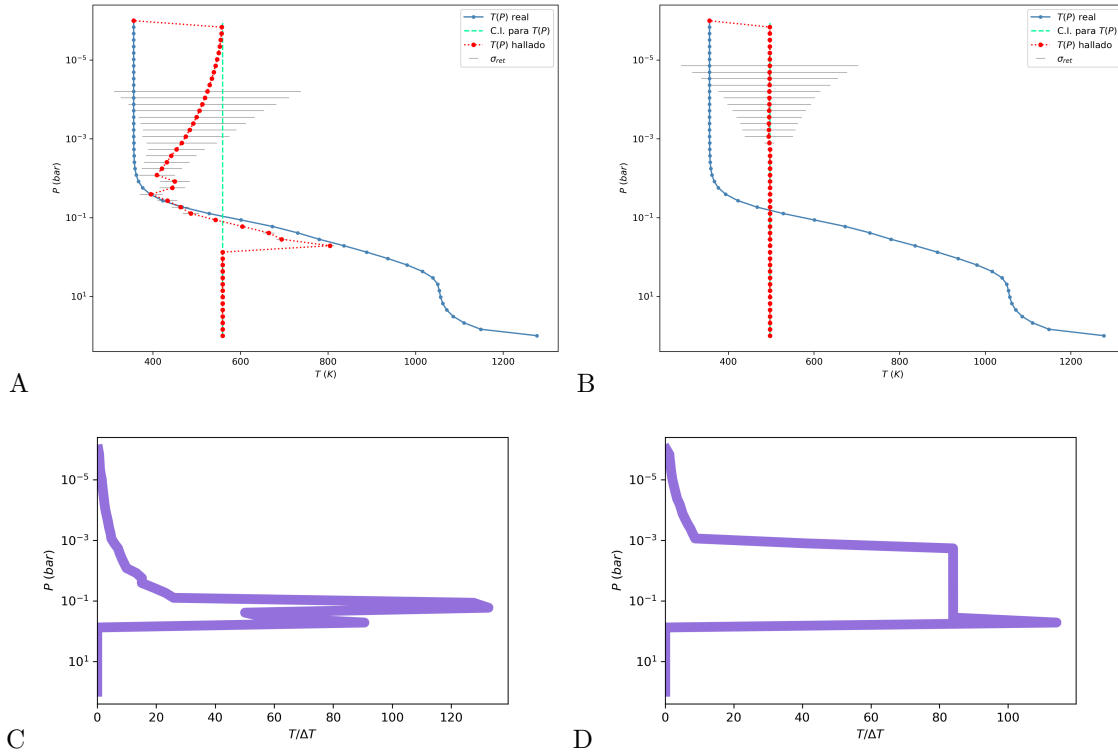 T(P) real
C.I. para T(P)
T(P) hallado
σ_ret
10⁻⁵
10⁻³
10⁻¹
10¹
P (bar)
400 600 800 1000 1200
T (K)
A
T(P) real
C.I. para T(P)
T(P) hallado
σ_ret
10⁻⁵
10⁻³
10⁻¹
10¹
P (bar)
400 600 800 1000 1200
T (K)
B
10⁻⁵
10⁻³
10⁻¹
10¹
P (bar)
0 20 40 60 80 100 120
T/ΔT
C
10⁻⁵
10⁻³
10⁻¹
10¹
P (bar)
0 20 40 60 80 100
T/ΔT
D